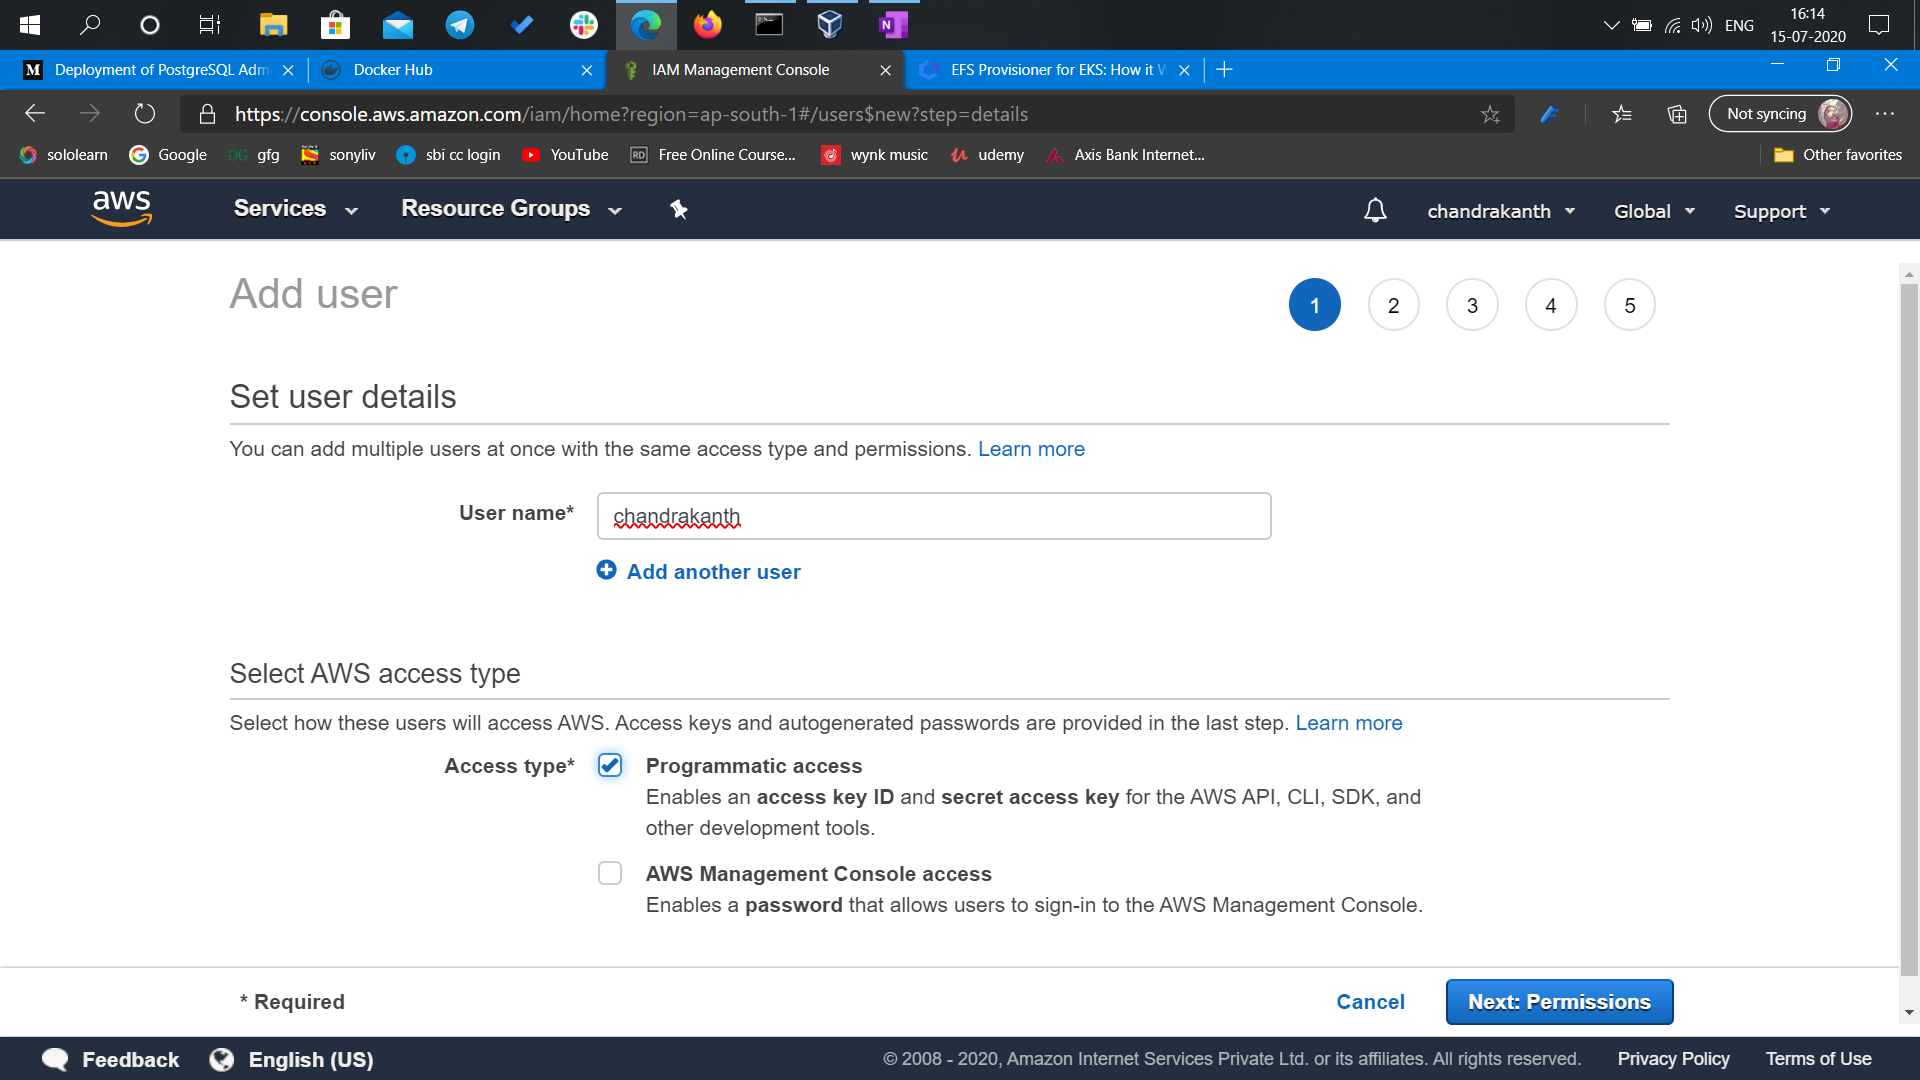 ENG
16:14
15-07-2020
M Deployment of PostgreSQL Adm
Docker Hub
IAM Management Console
EFS Provisioner for EKS: How it W
https://console.aws.amazon.com/iam/home?region=ap-south-1#/users$new?step=details
Not syncing
sololearn
Google
gfg
sonyliv
sbi cc login
YouTube
RD Free Online Course...
wynk music
udemy
Axis Bank Internet...
Other favorites
aws
Services
Resource Groups
chandrakanth
Global
Support
Add user
1 2 3 4 5
Set user details
You can add multiple users at once with the same access type and permissions. Learn more
User name* chandrakanth
Add another user
Select AWS access type
Select how these users will access AWS. Access keys and autogenerated passwords are provided in the last step. Learn more
Access type* Programmatic access
Enables an access key ID and secret access key for the AWS API, CLI, SDK, and
other development tools.
AWS Management Console access
Enables a password that allows users to sign-in to the AWS Management Console.
* Required
Cancel
Next: Permissions
Feedback
English (US)
© 2008 - 2020, Amazon Internet Services Private Ltd. or its affiliates. All rights reserved.
Privacy Policy
Terms of Use